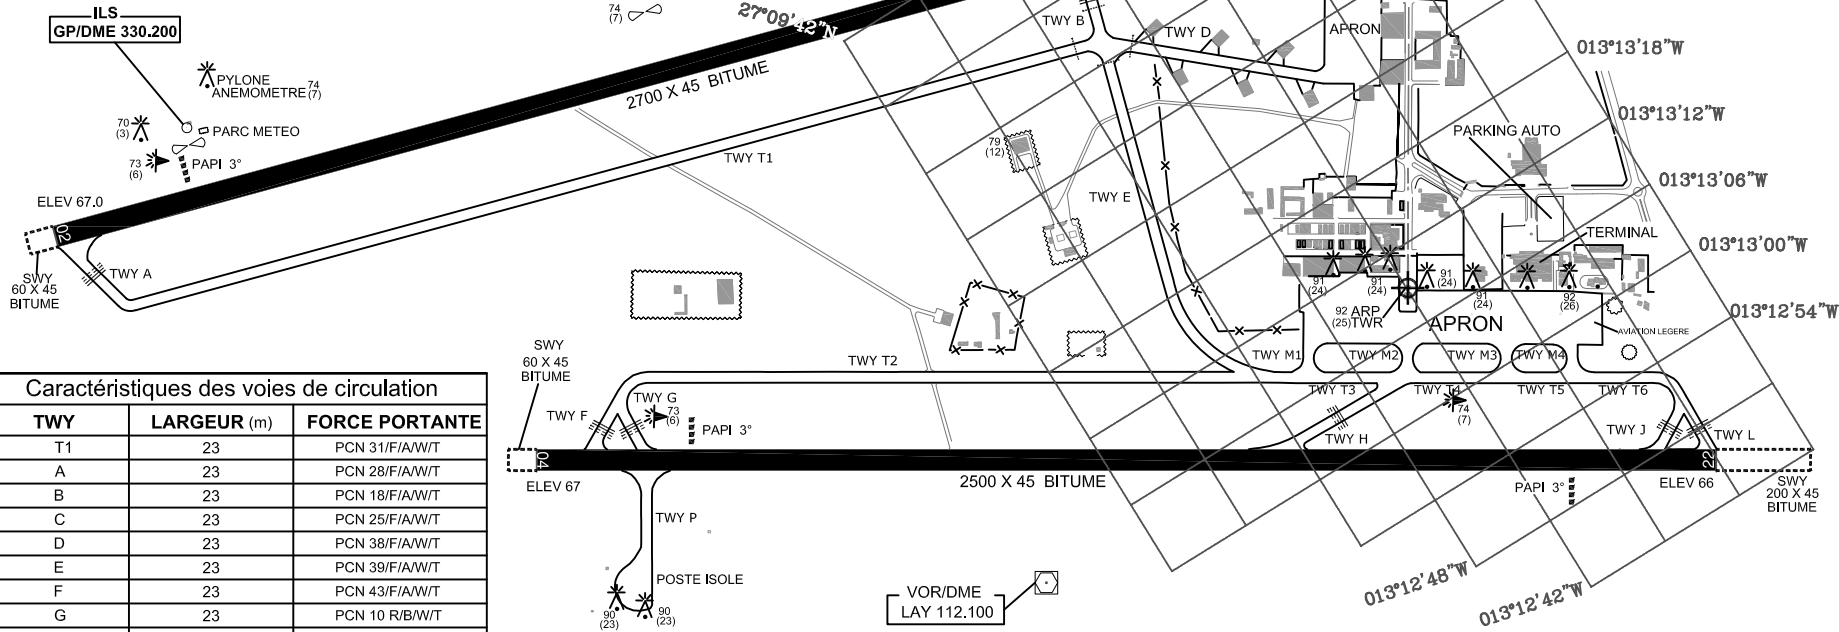 ILS
GP/DME 330.200
74
(7)
27°09'42"N
TWY B
TWY D
APRON
013°13'18"W
PYLONE
ANEMOMETRE
74
(7)
2700 X 45 BITUME
013°13'12"W
70
(3)
PARC METEO
PARKING AUTO
73
(6)
PAPI 3°
79
(12)
TWY T1
013°13'06"W
ELEV 67.0
TWY E
02
TERMINAL
013°13'00"W
SWY
60 X 45
BITUME
TWY A
91
(24)
91
(24)
91
(24)
91
(24)
92
(26)
92
(25)
ARP
TWR
APRON
013°12'54"W
AVIATION LEGERE
SWY
60 X 45
BITUME
TWY T2
TWY M1
TWY M2
TWY M3
TWY M4
TWY T3
TWY T4
TWY T5
TWY T6
TWY F
TWY G
73
(6)
PAPI 3°
74
(7)
TWY H
TWY J
TWY L
04
22
ELEV 67
2500 X 45 BITUME
PAPI 3°
ELEV 66
SWY
200 X 45
BITUME
TWY P
POSTE ISOLE
90
(23)
90
(23)
VOR/DME
LAY 112.100
013°12'48"W
013°12'42"W
Caractéristiques des voies de circulation
TWY LARGEUR (m) FORCE PORTANTE
T1 23 PCN 31/F/A/W/T
A 23 PCN 28/F/A/W/T
B 23 PCN 18/F/A/W/T
C 23 PCN 25/F/A/W/T
D 23 PCN 38/F/A/W/T
E 23 PCN 39/F/A/W/T
F 23 PCN 43/F/A/W/T
G 23 PCN 10 R/B/W/T